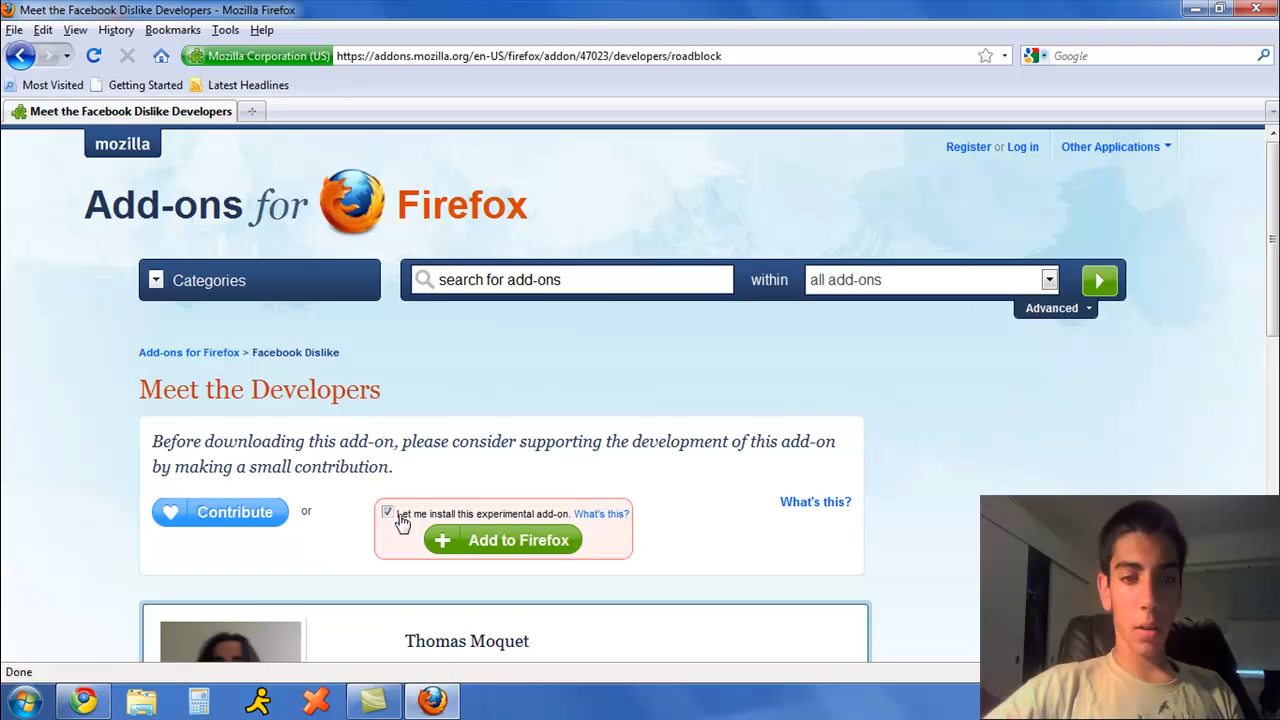 Meet the Facebook Dislike Developers - Mozilla Firefox
File Edit View History Bookmarks Tools Help
Mozilla Corporation (US) https://addons.mozilla.org/en-US/firefox/addon/47023/developers/roadblock Google
Most Visited Getting Started Latest Headlines
Meet the Facebook Dislike Developers
mozilla
Register or Log in Other Applications
Add-ons for Firefox
Categories search for add-ons within all add-ons
Advanced
Add-ons for Firefox > Facebook Dislike
Meet the Developers
Before downloading this add-on, please consider supporting the development of this add-on
by making a small contribution.
Contribute or Let me install this experimental add-on. What's this? What's this?
Add to Firefox
Thomas Moquet
Done